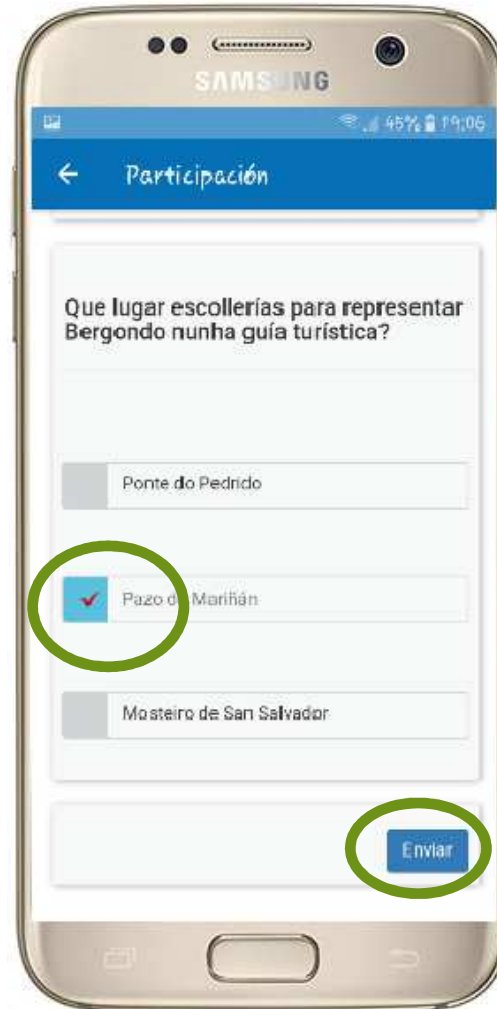 SAMSUNG
45% 19:06
Participación
Que lugar escollerías para representar
Bergondo nunha guía turística?
Ponte do Pedrido
Pazo de Mariñán
Mosteiro de San Salvador
Enviar